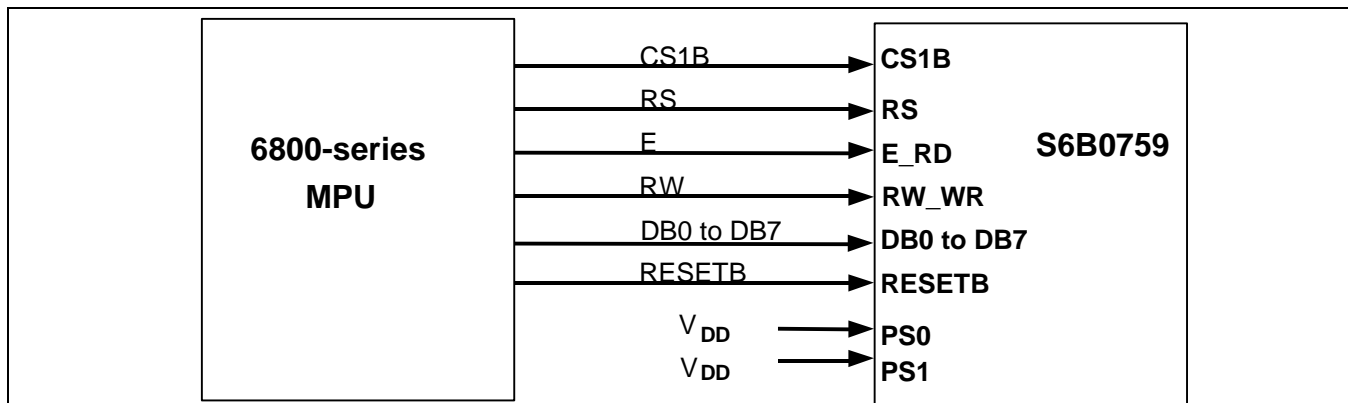 6800-series
MPU
CS1B
RS
E
RW
DB0 to DB7
RESETB
VDD
VDD
CS1B
RS
E_RD
RW_WR
DB0 to DB7
RESETB
PS0
PS1
S6B0759